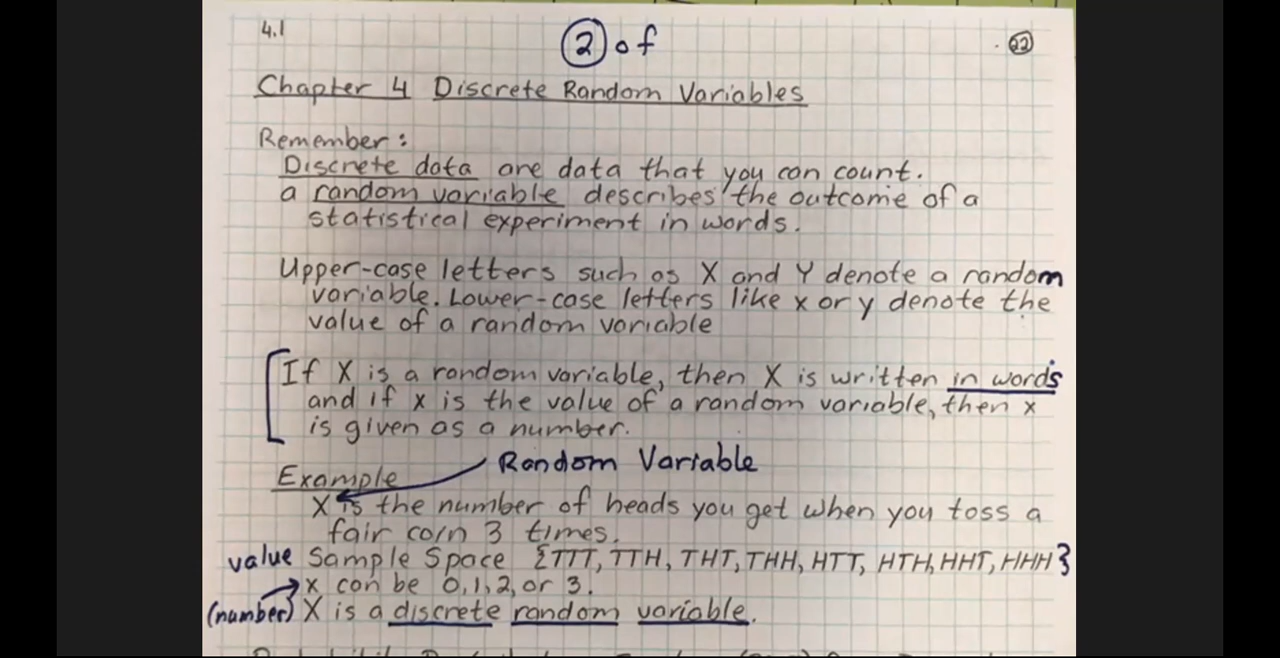 4.1
2 of
22
Chapter 4 Discrete Random Variables
Remember:
Discrete data are data that you can count.
a random variable describes the outcome of a
statistical experiment in words.
Upper-case letters such as X and Y denote a random
variable. Lower-case letters like x or y denote the
value of a random variable
If X is a random variable, then X is written in words
and if x is the value of a random variable, then x
is given as a number.
Random Variable
Example
X is the number of heads you get when you toss a
fair coin 3 times.
value Sample Space {TTT, TTH, THT, THH, HTT, HTH, HHT, HHH}
x can be 0,1,2, or 3.
(number) X is a discrete random variable.